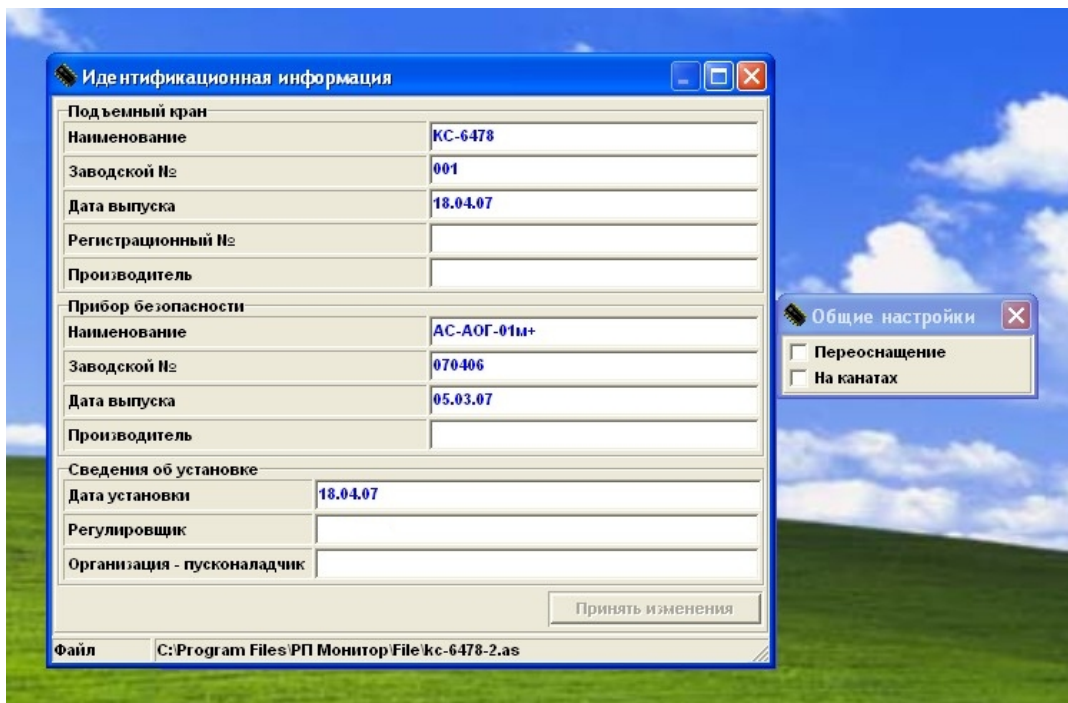 Идентификационная информация
Подъемный кран
Наименование КС-6478
Заводской № 001
Дата выпуска 18.04.07
Регистрационный №
Производитель
Прибор безопасности
Наименование АС-АОГ-01м+
Заводской № 070406
Дата выпуска 05.03.07
Производитель
Сведения об установке
Дата установки 18.04.07
Регулировщик
Организация - пусконаладчик
Принять изменения
Файл C:\Program Files\РП Монитор\File\kc-6478-2.as
Общие настройки
Переоснащение
На канатах